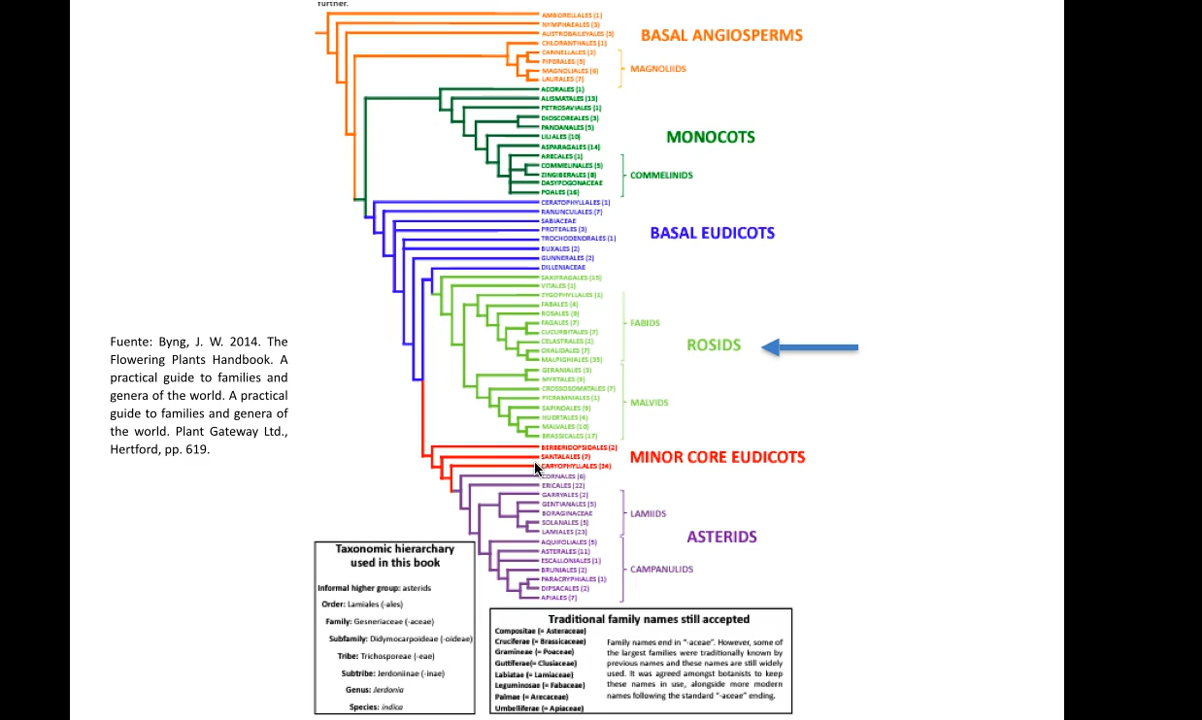 further.
AMBORELLALES (1)
NYMPHAEALES (3)
AUSTROBAILEYALES (3)
CHLORANTHALES (1)
CANNELLALES (2)
PIPERALES (5)
MAGNOLIALES (6)
LAURALES (7)
BASAL ANGIOSPERMS
MAGNOLIIDS
ACORALES (1)
ALISMATALES (13)
PETROSAVIALES (1)
DIOSCOREALES (3)
PANDANALES (5)
LILIALES (10)
ASPARAGALES (14)
ARECALES (1)
COMMELINALES (5)
ZINGIBERALES (8)
DASYPOGONACEAE
POALES (16)
MONOCOTS
COMMELINIDS
CERATOPHYLLALES (1)
RANUNCULALES (7)
SABIACEAE
PROTEALES (3)
TROCHODENDRALES (1)
BUXALES (2)
GUNNERALES (2)
DILLENIACEAE
BASAL EUDICOTS
SAXIFRAGALES (15)
VITALES (1)
ZYGOPHYLLALES (1)
FABALES (4)
ROSALES (9)
FAGALES (7)
CUCURBITALES (7)
CELASTRALES (2)
OXALIDALES (7)
MALPIGHIALES (35)
FABIDS
ROSIDS
GERANIALES (3)
MYRTALES (9)
CROSSOSOMATALES (7)
PICRAMNIALES (1)
SAPINDALES (9)
HUERTALES (4)
MALVALES (10)
BRASSICALES (17)
MALVIDS
BERBERIDOPSIDALES (2)
SANTALALES (7)
CARYOPHYLLALES (34)
MINOR CORE EUDICOTS
CORNALES (6)
ERICALES (22)
GARRYALES (2)
GENTIANALES (5)
BORAGINACEAE
SOLANALES (5)
LAMIALES (23)
LAMIIDS
ASTERIDS
AQUIFOLIALES (5)
ASTERALES (11)
ESCALLONIALES (1)
BRUNIALES (2)
PARACRYPHIALES (1)
DIPSACALES (2)
APIALES (7)
CAMPANULIDS
Fuente: Byng, J. W. 2014. The
Flowering Plants Handbook. A
practical guide to families and
genera of the world. A practical
guide to families and genera of
the world. Plant Gateway Ltd.,
Hertford, pp. 619.
Taxonomic hierarchary
used in this book
Informal higher group: asterids
Order: Lamiales (-ales)
Family: Gesneriaceae (-aceae)
Subfamily: Didymocarpoideae (-oideae)
Tribe: Trichosporeae (-eae)
Subtribe: Jerdoniinae (-inae)
Genus: Jerdonia
Species: indica
Traditional family names still accepted
Compositae (= Asteraceae)
Cruciferae (= Brassicaceae)
Gramineae (= Poaceae)
Guttiferae(= Clusiaceae)
Labiatae (= Lamiaceae)
Leguminosae (= Fabaceae)
Palmae (= Arecaceae)
Umbelliferae (= Apiaceae)
Family names end in "-aceae". However, some of
the largest families were traditionally known by
previous names and these names are still widely
used. It was agreed amongst botanists to keep
these names in use, alongside more modern
names following the standard "-aceae" ending.